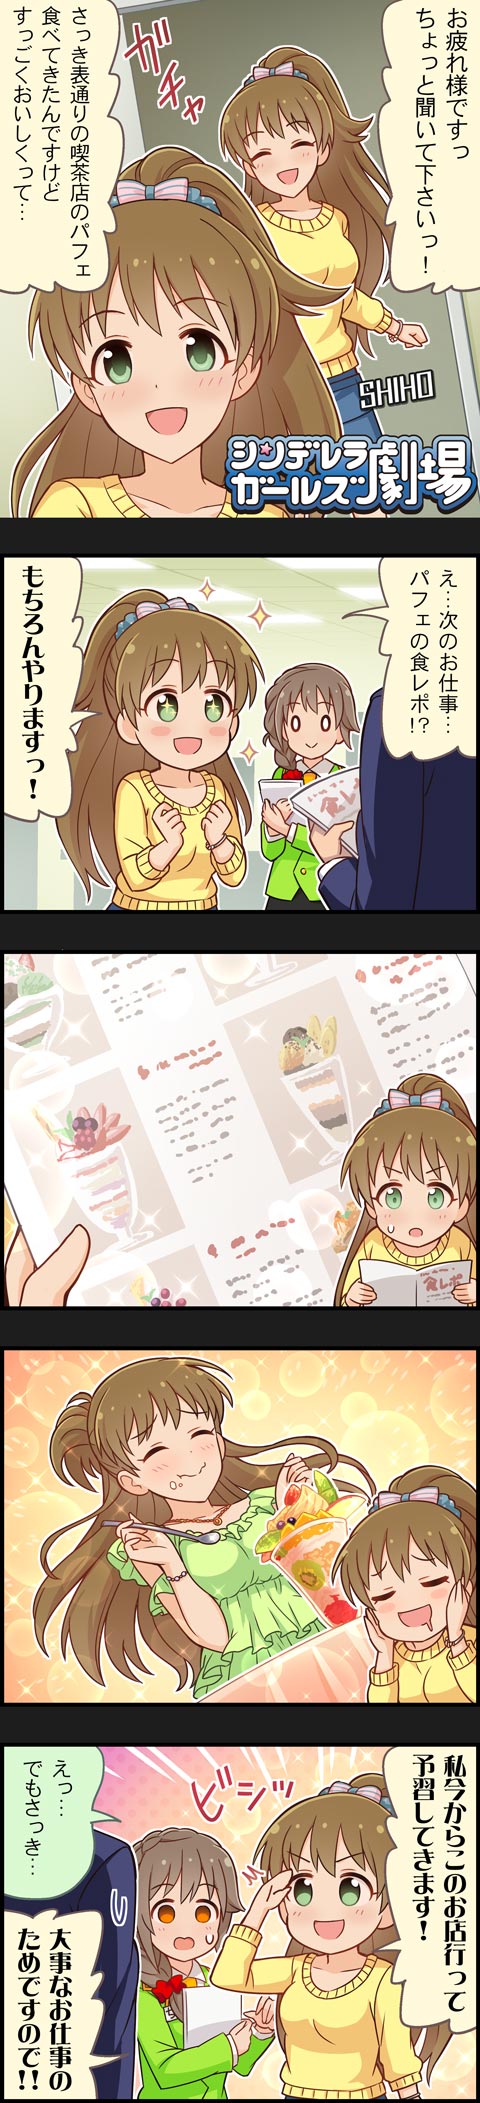 お疲れ様ですっ
ちょっと聞いて下さいっ！
ガチャ
さっき表通りの喫茶店のパフェ
食べてきたんですけど
すっごくおいしくって…
SHIHO
シンデレラ
ガールズ劇場
え…次のお仕事…
パフェの食レポ!?
もちろんやりますっ！
食レポ
食レポ
私今からこのお店行って
予習してきます！
ビシッ
えっ…
でもさっき…
大事なお仕事の
ためですので!!